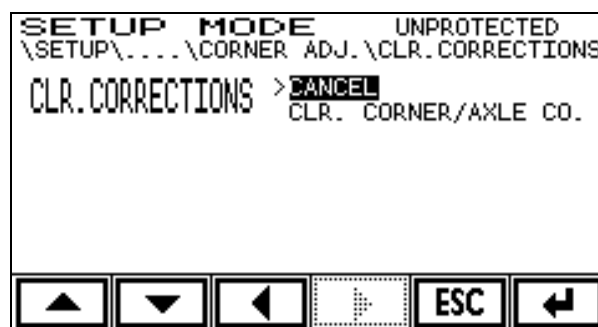 SETUP MODE UNPROTECTED
\SETUP\....\CORNER ADJ.\CLR.CORRECTIONS
CLR.CORRECTIONS >CANCEL
CLR. CORNER/AXLE CO.
ESC